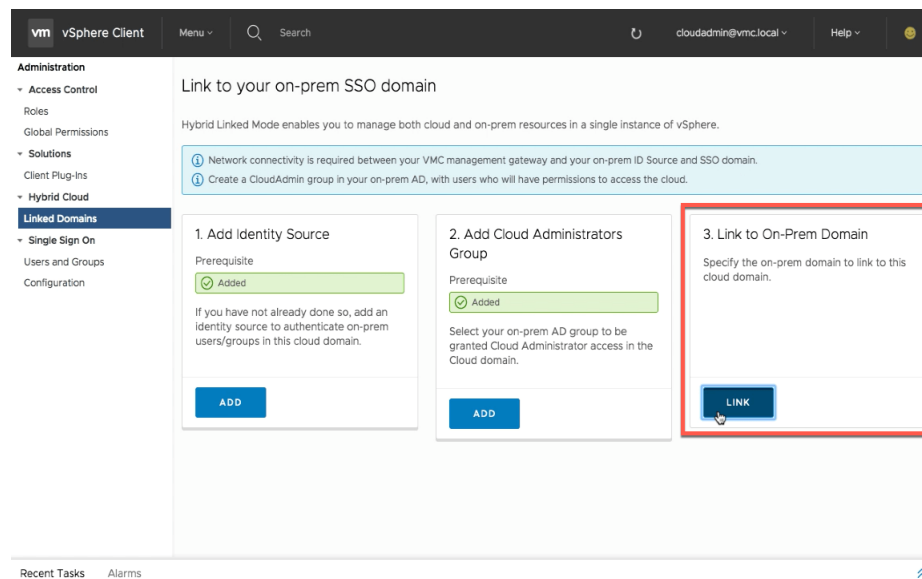 vm vSphere Client Menu Search cloudadmin@vmc.local Help
Administration
Access Control
Roles
Global Permissions
Solutions
Client Plug-Ins
Hybrid Cloud
Linked Domains
Single Sign On
Users and Groups
Configuration
Link to your on-prem SSO domain
Hybrid Linked Mode enables you to manage both cloud and on-prem resources in a single instance of vSphere.
Network connectivity is required between your VMC management gateway and your on-prem ID Source and SSO domain.
Create a CloudAdmin group in your on-prem AD, with users who will have permissions to access the cloud.
1. Add Identity Source
Prerequisite
Added
If you have not already done so, add an
identity source to authenticate on-prem
users/groups in this cloud domain.
ADD
2. Add Cloud Administrators
Group
Prerequisite
Added
Select your on-prem AD group to be
granted Cloud Administrator access in the
Cloud domain.
ADD
3. Link to On-Prem Domain
Specify the on-prem domain to link to this
cloud domain.
LINK
Recent Tasks Alarms